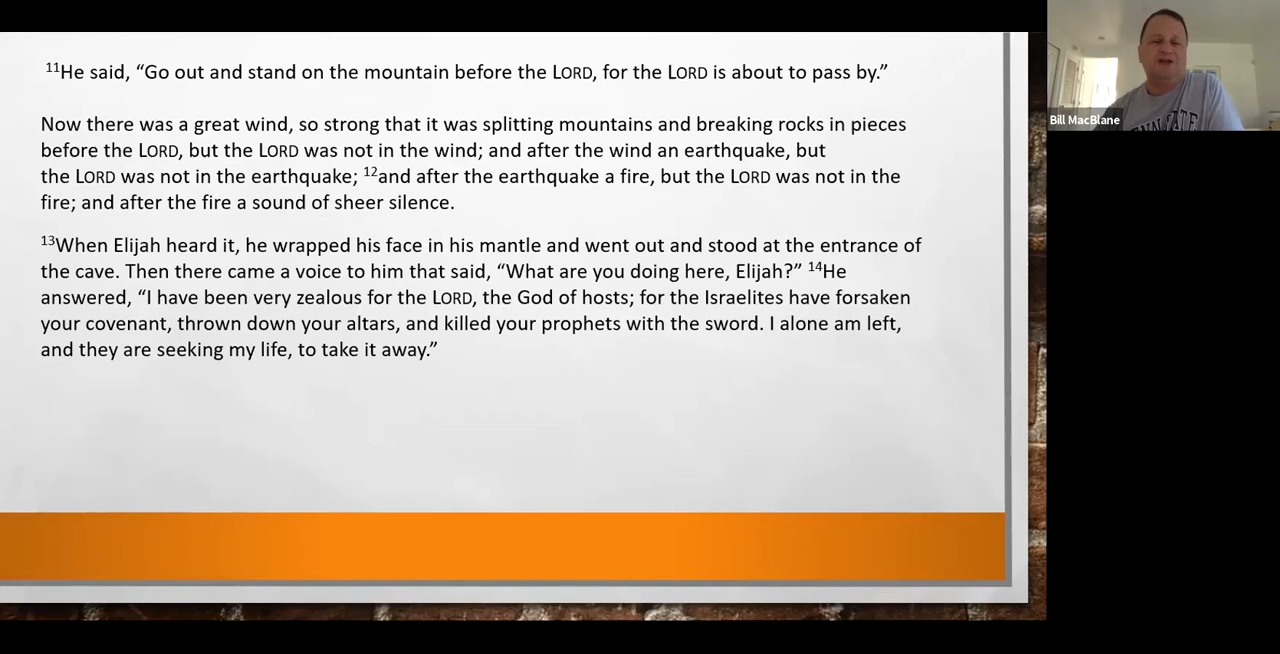 ¹¹He said, “Go out and stand on the mountain before the LORD, for the LORD is about to pass by.”
Now there was a great wind, so strong that it was splitting mountains and breaking rocks in pieces
before the LORD, but the LORD was not in the wind; and after the wind an earthquake, but
the LORD was not in the earthquake; ¹²and after the earthquake a fire, but the LORD was not in the
fire; and after the fire a sound of sheer silence.
¹³When Elijah heard it, he wrapped his face in his mantle and went out and stood at the entrance of
the cave. Then there came a voice to him that said, “What are you doing here, Elijah?” ¹⁴He
answered, “I have been very zealous for the LORD, the God of hosts; for the Israelites have forsaken
your covenant, thrown down your altars, and killed your prophets with the sword. I alone am left,
and they are seeking my life, to take it away.”
Bill MacBlane